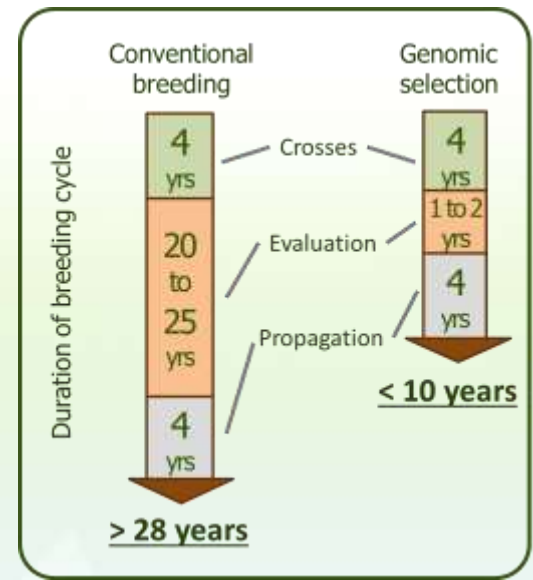 Duration of breeding cycle
Conventional
breeding
4
yrs
20
to
25
yrs
4
yrs
> 28 years
Crosses
Evaluation
Propagation
Genomic
selection
4
yrs
1 to 2
yrs
4
yrs
< 10 years